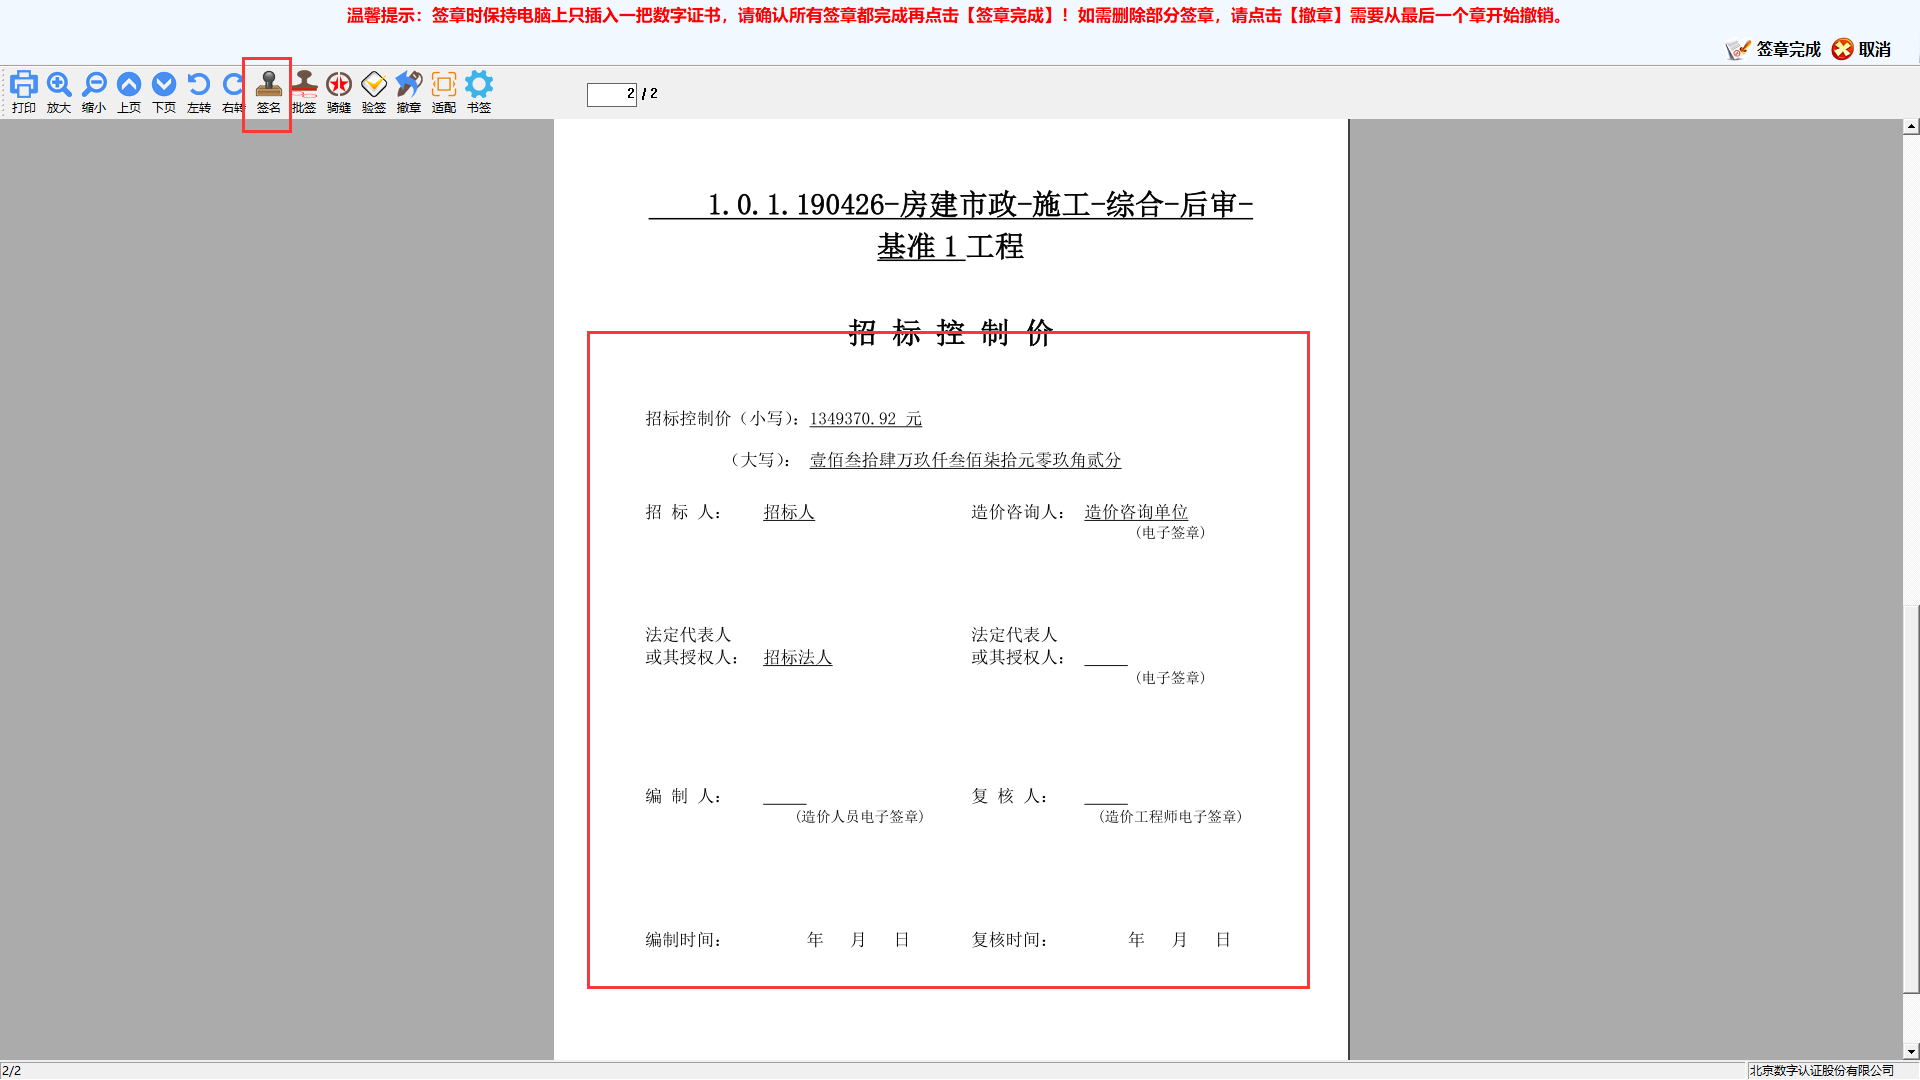 温馨提示：签章时保持电脑上只插入一把数字证书，请确认所有签章都完成再点击【签章完成】！如需删除部分签章，请点击【撤章】需要从最后一个章开始撤销。
签章完成 取消
打印 放大 缩小 上页 下页 左转 右转 签名 批签 骑缝 验签 撤章 适配 书签
2 / 2
1.0.1.190426-房建市政-施工-综合-后审-
基准1工程
招 标 控 制 价
招标控制价（小写）：1349370.92 元
（大写）： 壹佰叁拾肆万玖仟叁佰柒拾元零玖角贰分
招 标 人： 招标人 造价咨询人： 造价咨询单位
（电子签章）
法定代表人 法定代表人
或其授权人： 招标法人 或其授权人：
（电子签章）
编 制 人： 复 核 人：
（造价人员电子签章） （造价工程师电子签章）
编制时间： 年 月 日 复核时间： 年 月 日
2/2 北京数字认证股份有限公司